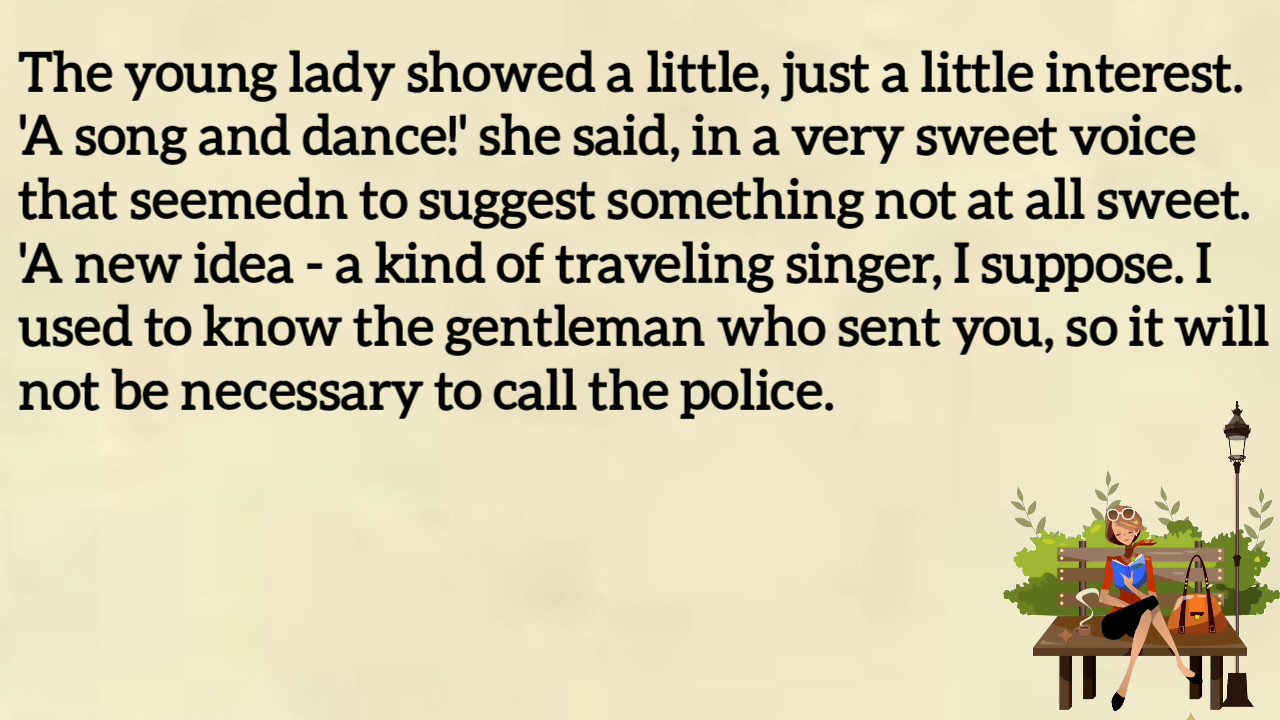 The young lady showed a little, just a little interest.
'A song and dance!' she said, in a very sweet voice
that seemedn to suggest something not at all sweet.
'A new idea - a kind of traveling singer, I suppose. I
used to know the gentleman who sent you, so it will
not be necessary to call the police.